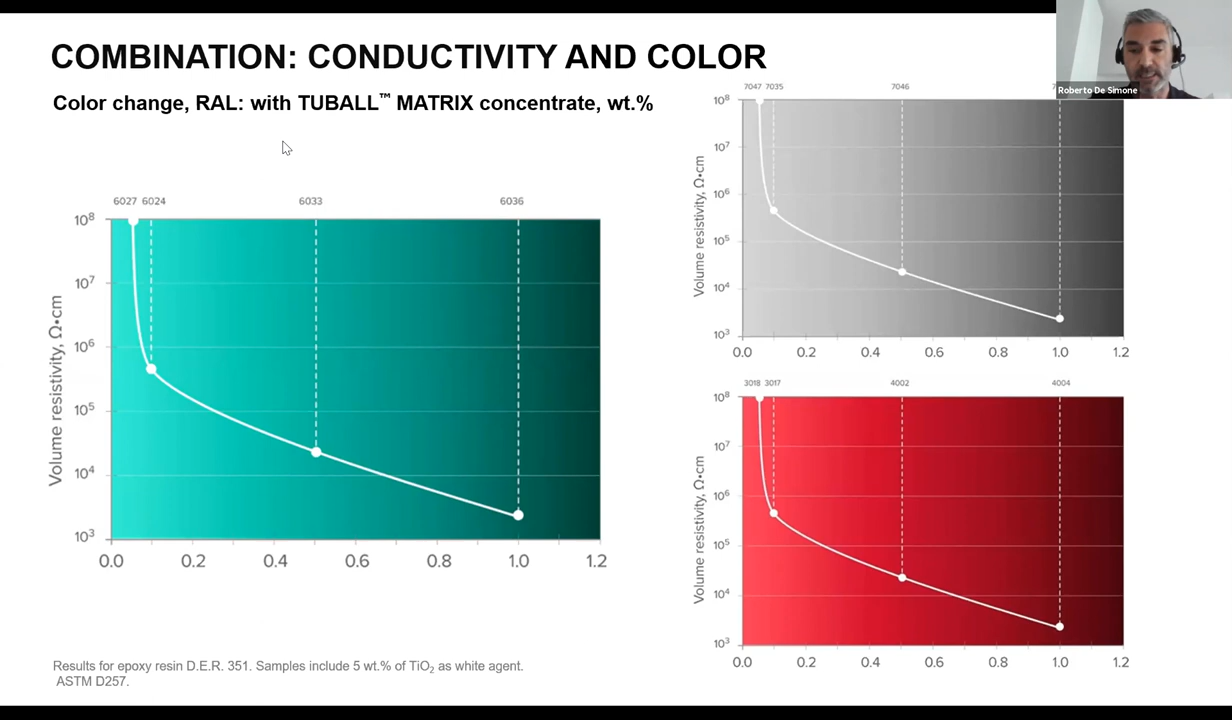 COMBINATION: CONDUCTIVITY AND COLOR
Color change, RAL: with TUBALL™ MATRIX concentrate, wt.%
Roberto De Simone
6027 6024 6033 6036
Volume resistivity, Ω•cm
10⁸
10⁷
10⁶
10⁵
10⁴
10³
0.0 0.2 0.4 0.6 0.8 1.0 1.2
7047 7035 7046
Volume resistivity, Ω•cm
10⁸
10⁷
10⁶
10⁵
10⁴
10³
0.0 0.2 0.4 0.6 0.8 1.0 1.2
3018 3017 4002 4004
Volume resistivity, Ω•cm
10⁸
10⁷
10⁶
10⁵
10⁴
10³
0.0 0.2 0.4 0.6 0.8 1.0 1.2
Results for epoxy resin D.E.R. 351. Samples include 5 wt.% of TiO₂ as white agent.
ASTM D257.